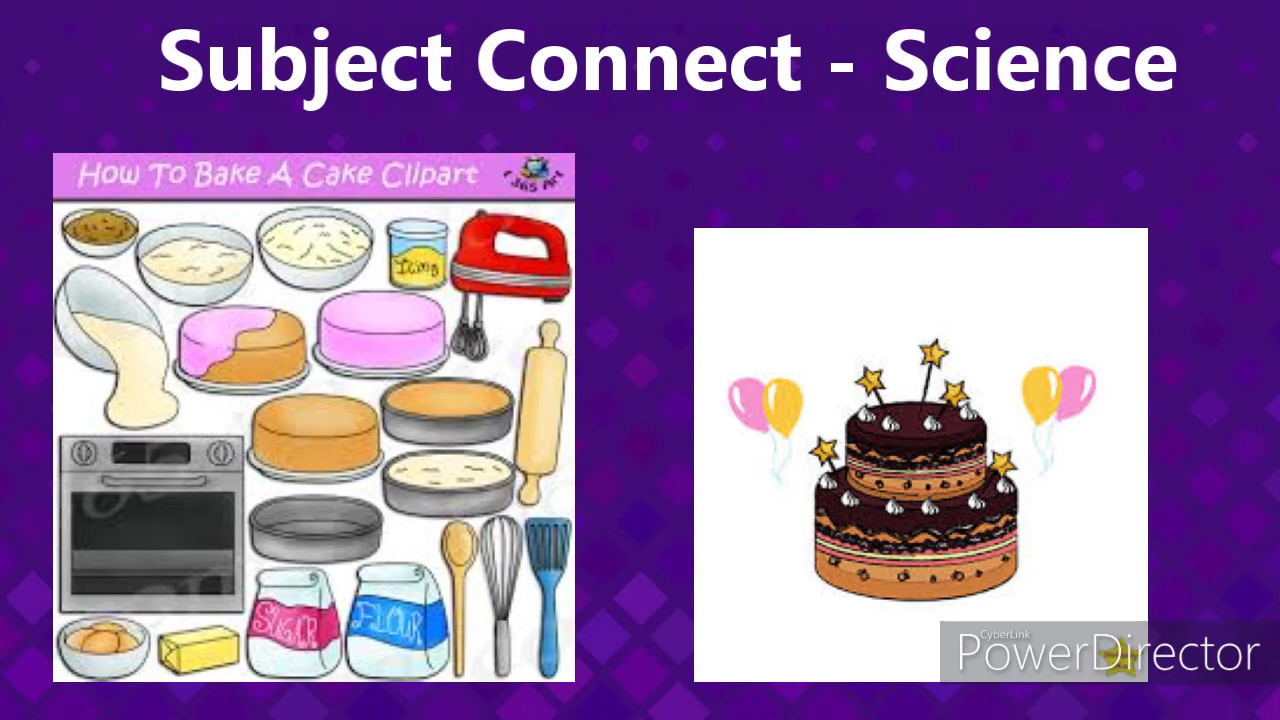 Subject Connect - Science
How To Bake A Cake Clipart
Icing
SUGAR
FLOUR
CyberLink
PowerDirector